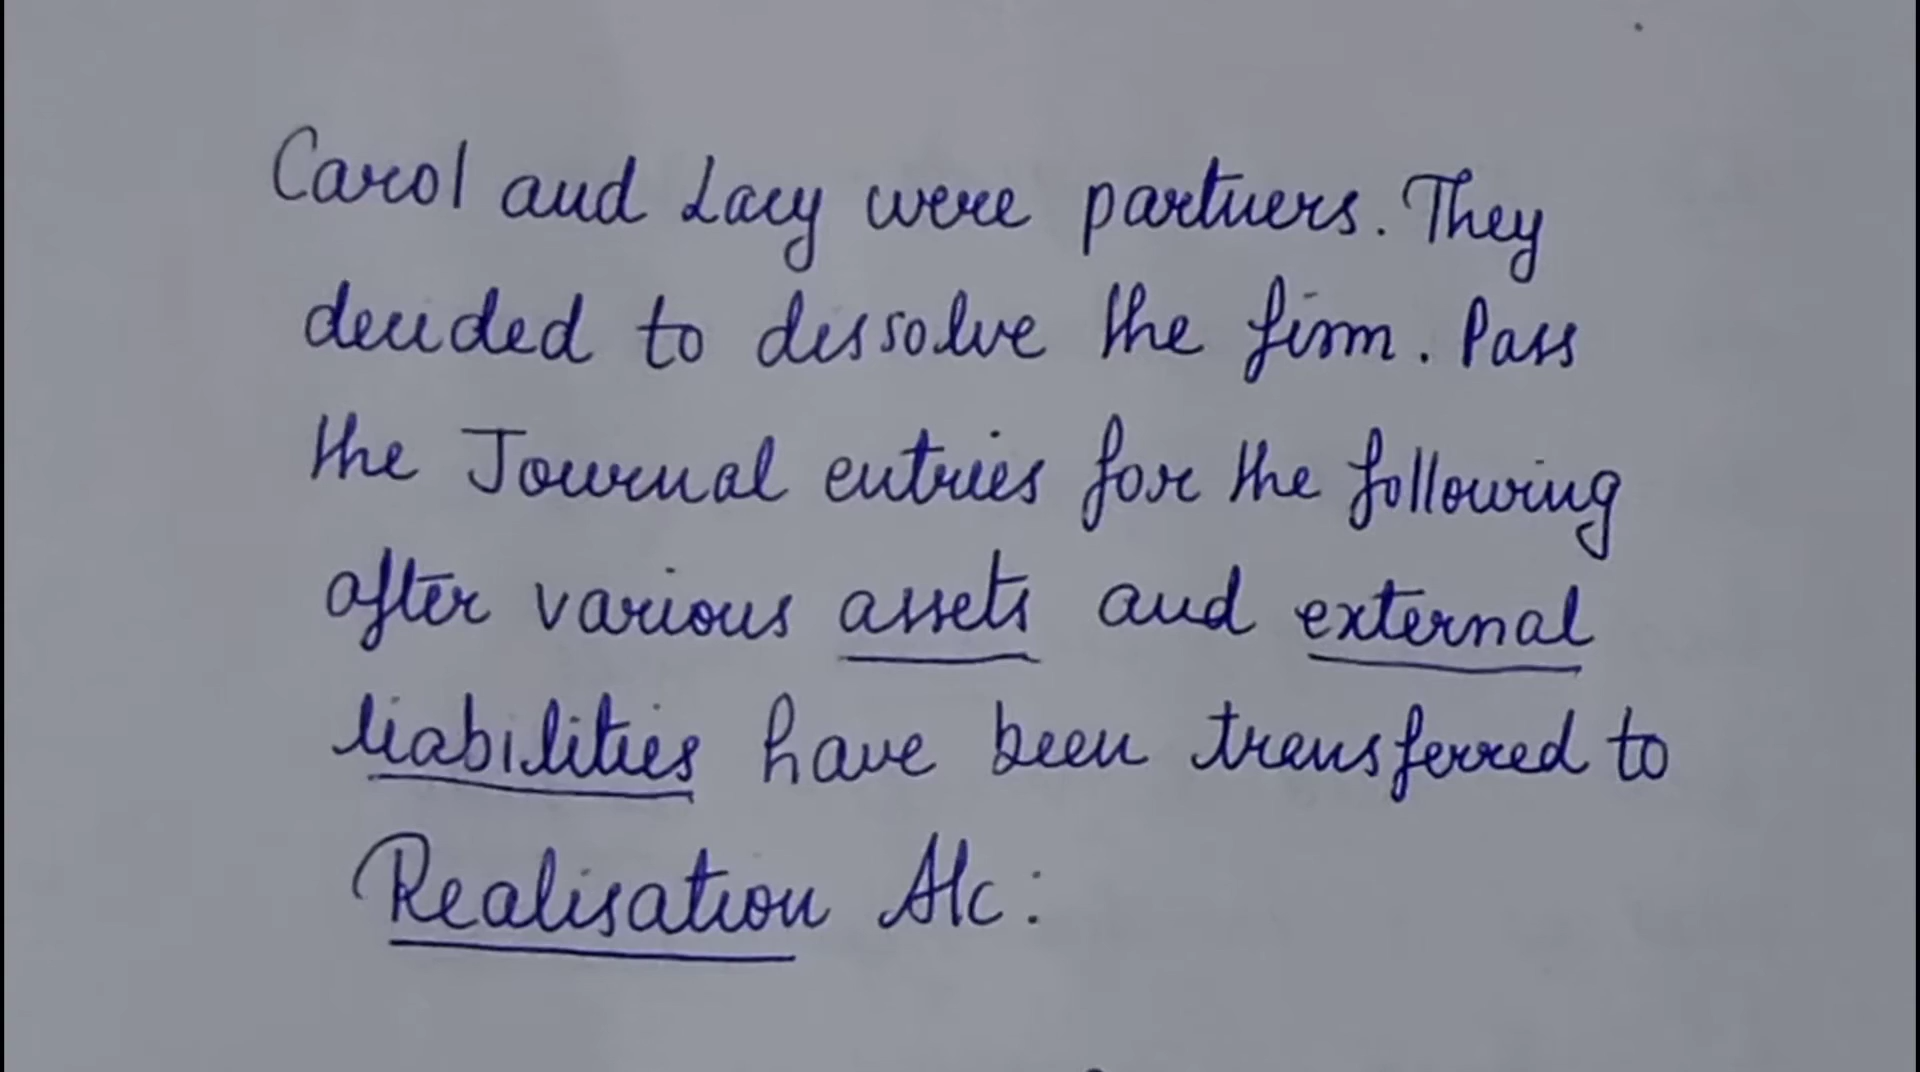 Carol and Lacy were partners. They
decided to dissolve the firm. Pass
the Journal entries for the following
after various assets and external
liabilities have been transferred to
Realisation A/c: